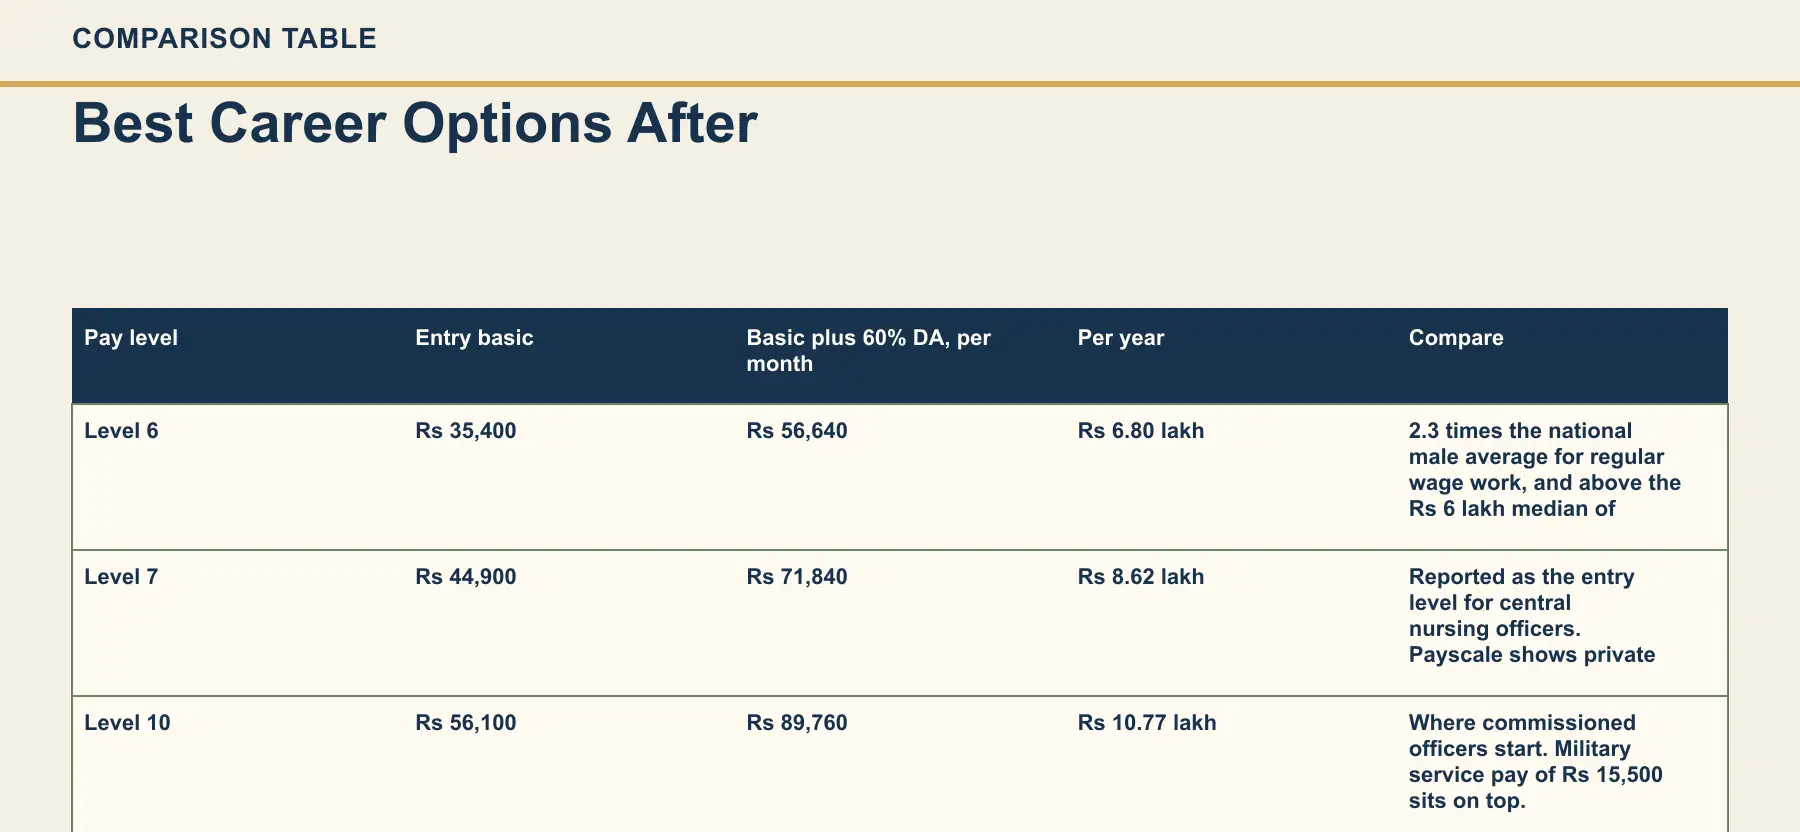 COMPARISON TABLE
Best Career Options After
Pay level
Entry basic
Basic plus 60% DA, per
month
Per year
Compare
Level 6
Rs 35,400
Rs 56,640
Rs 6.80 lakh
2.3 times the national
male average for regular
wage work, and above the
Rs 6 lakh median of
Level 7
Rs 44,900
Rs 71,840
Rs 8.62 lakh
Reported as the entry
level for central
nursing officers.
Payscale shows private
Level 10
Rs 56,100
Rs 89,760
Rs 10.77 lakh
Where commissioned
officers start. Military
service pay of Rs 15,500
sits on top.